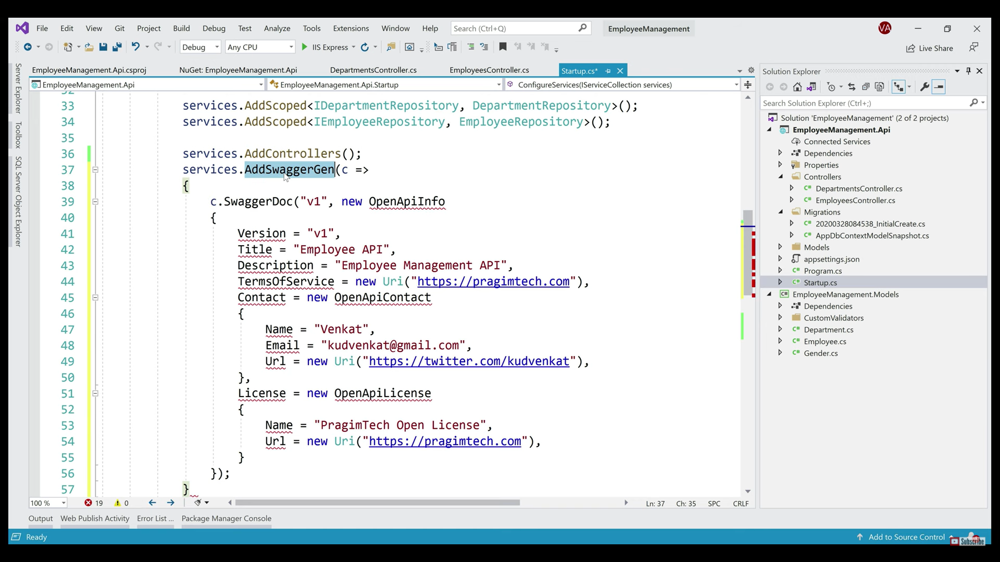 File Edit View Git Project Build Debug Test Analyze Tools Extensions Window Help Search (Ctrl+Q) EmployeeManagement VA
Debug Any CPU IIS Express Live Share
EmployeeManagement.Api.csproj NuGet: EmployeeManagement.Api DepartmentsController.cs EmployeesController.cs Startup.cs*
EmployeeManagement.Api EmployeeManagement.Api.Startup ConfigureServices(IServiceCollection services)
Server Explorer
Toolbox
SQL Server Object Explorer
33 services.AddScoped<IDepartmentRepository, DepartmentRepository>();
34 services.AddScoped<IEmployeeRepository, EmployeeRepository>();
35
36 services.AddControllers();
37 services.AddSwaggerGen(c =>
38 {
39 c.SwaggerDoc("v1", new OpenApiInfo
40 {
41 Version = "v1",
42 Title = "Employee API",
43 Description = "Employee Management API",
44 TermsOfService = new Uri("https://pragimtech.com"),
45 Contact = new OpenApiContact
46 {
47 Name = "Venkat",
48 Email = "kudvenkat@gmail.com",
49 Url = new Uri("https://twitter.com/kudvenkat"),
50 },
51 License = new OpenApiLicense
52 {
53 Name = "PragimTech Open License",
54 Url = new Uri("https://pragimtech.com"),
55 }
56 });
57 }
100 % 19 0 Ln: 37 Ch: 35 SPC CRLF
Output Web Publish Activity Error List ... Package Manager Console
Ready Add to Source Control
Subscribe
Solution Explorer
Search Solution Explorer (Ctrl+;)
Solution 'EmployeeManagement' (2 of 2 projects)
EmployeeManagement.Api
Connected Services
Dependencies
Properties
Controllers
C# DepartmentsController.cs
C# EmployeesController.cs
Migrations
C# 20200328084538_InitialCreate.cs
C# AppDbContextModelSnapshot.cs
Models
appsettings.json
C# Program.cs
C# Startup.cs
C# EmployeeManagement.Models
Dependencies
CustomValidators
C# Department.cs
C# Employee.cs
C# Gender.cs